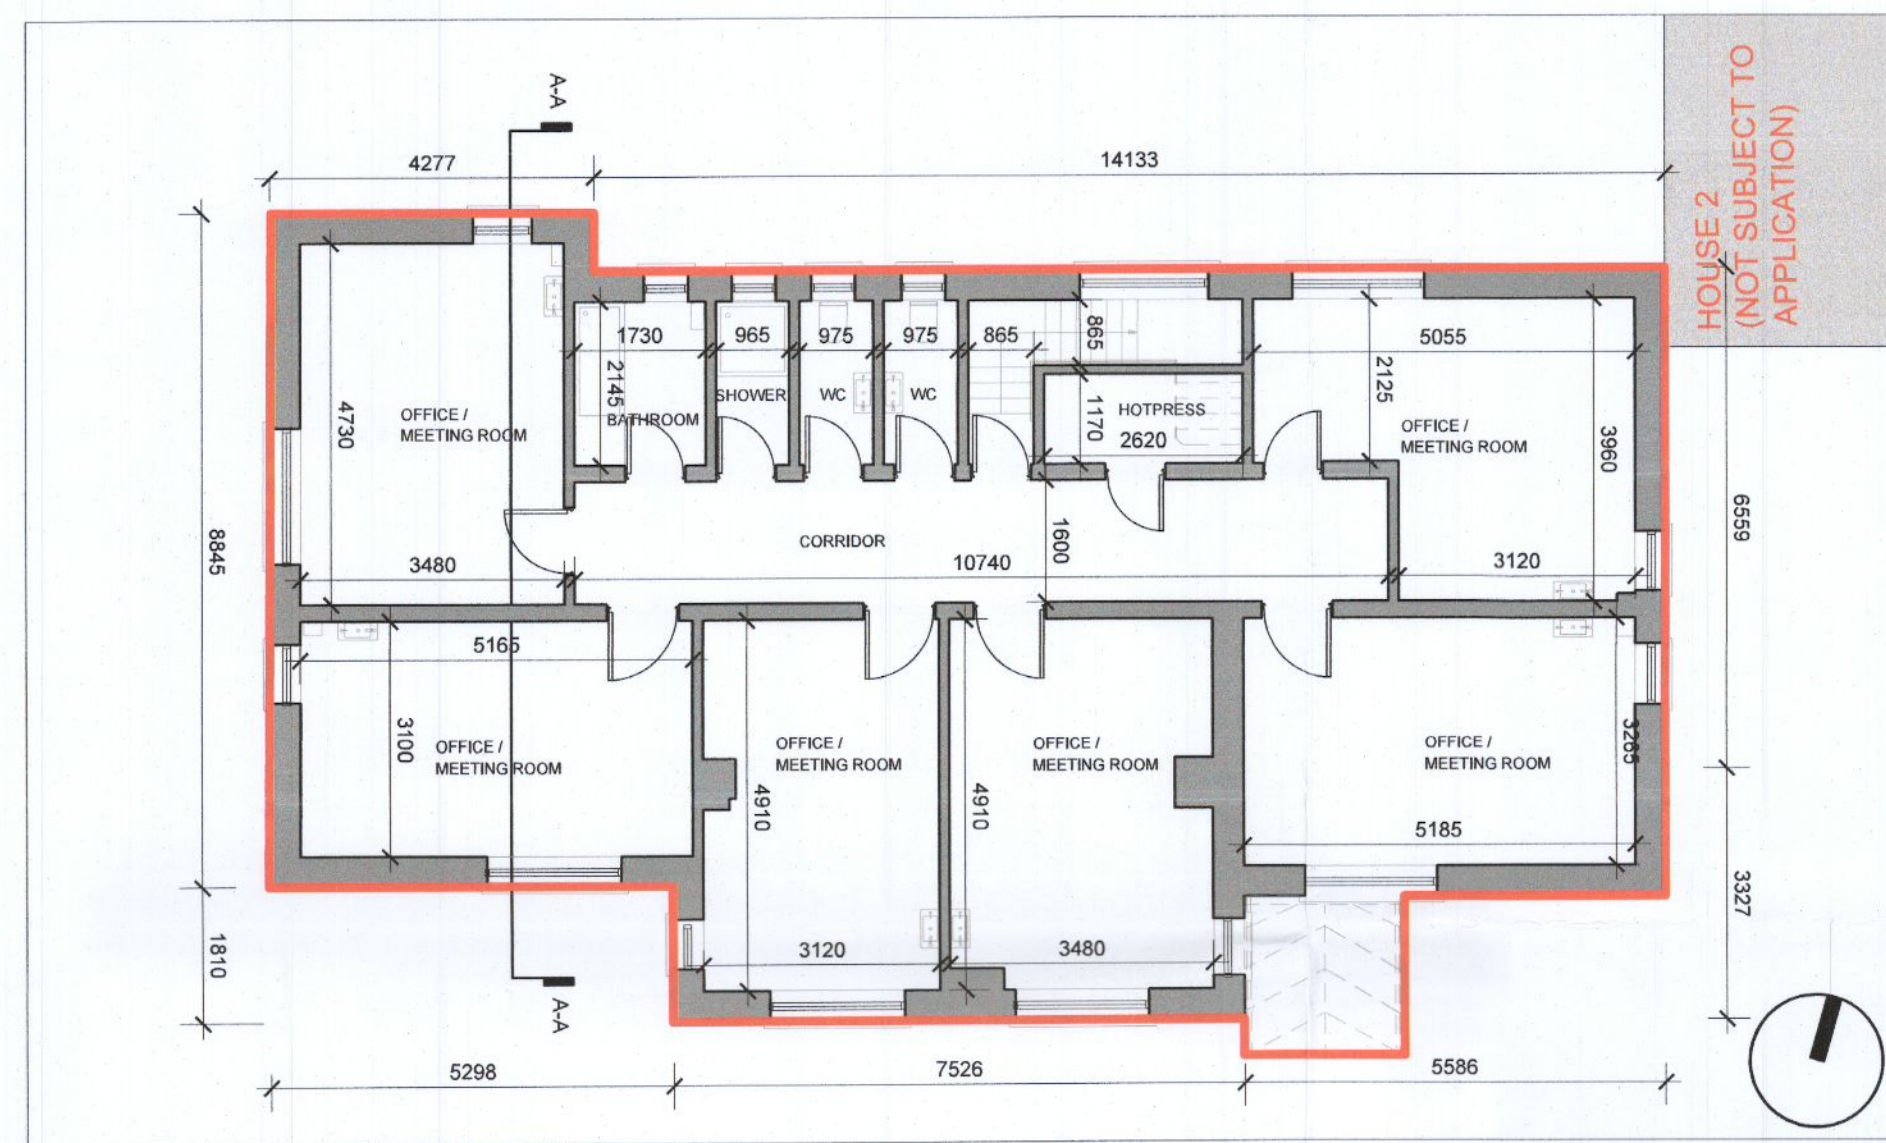 A-A
4277
14133
HOUSE 2
(NOT SUBJECT TO
APPLICATION)
1730
965
975
975
865
865
5055
2145
SHOWER
WC
WC
BATHROOM
1170
HOTPRESS
2620
2125
OFFICE /
MEETING ROOM
4730
OFFICE /
MEETING ROOM
3960
8845
6559
CORRIDOR
1600
3480
10740
3120
5165
3100
OFFICE /
MEETING ROOM
OFFICE /
MEETING ROOM
OFFICE /
MEETING ROOM
OFFICE /
MEETING ROOM
3265
4910
4910
5185
3327
1810
3120
3480
A-A
5298
7526
5586